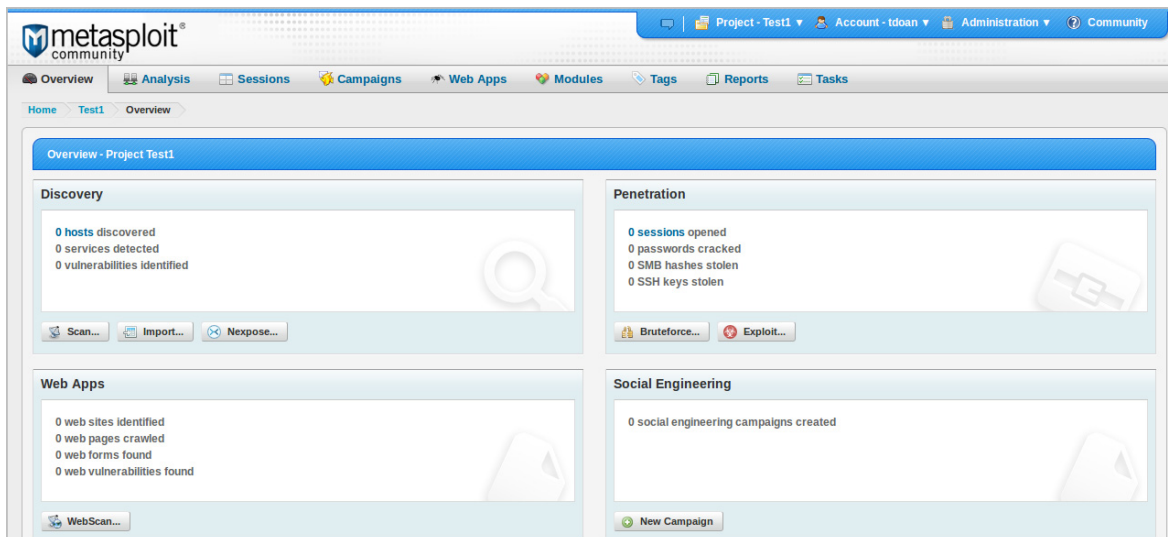 Project - Test1 ▾ Account - tdoan ▾ Administration ▾ Community
metasploit®
community
Overview Analysis Sessions Campaigns Web Apps Modules Tags Reports Tasks
Home Test1 Overview
Overview - Project Test1
Discovery
0 hosts discovered
0 services detected
0 vulnerabilities identified
Scan... Import... Nexpose...
Penetration
0 sessions opened
0 passwords cracked
0 SMB hashes stolen
0 SSH keys stolen
Bruteforce... Exploit...
Web Apps
0 web sites identified
0 web pages crawled
0 web forms found
0 web vulnerabilities found
WebScan...
Social Engineering
0 social engineering campaigns created
New Campaign